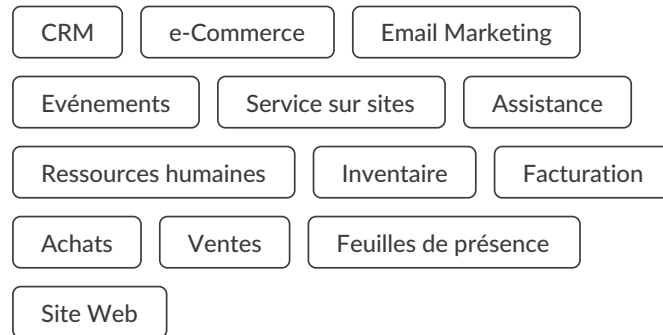 CRM e-Commerce Email Marketing
Evénements Service sur sites Assistance
Ressources humaines Inventaire Facturation
Achats Ventes Feuilles de présence
Site Web